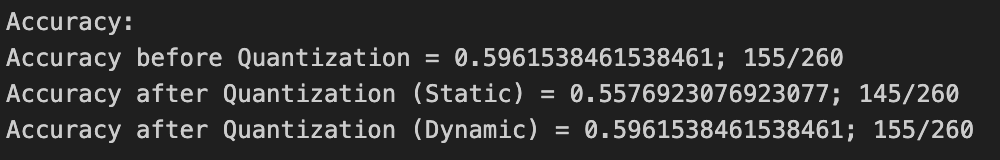 Accuracy:
Accuracy before Quantization = 0.5961538461538461; 155/260
Accuracy after Quantization (Static) = 0.5576923076923077; 145/260
Accuracy after Quantization (Dynamic) = 0.5961538461538461; 155/260